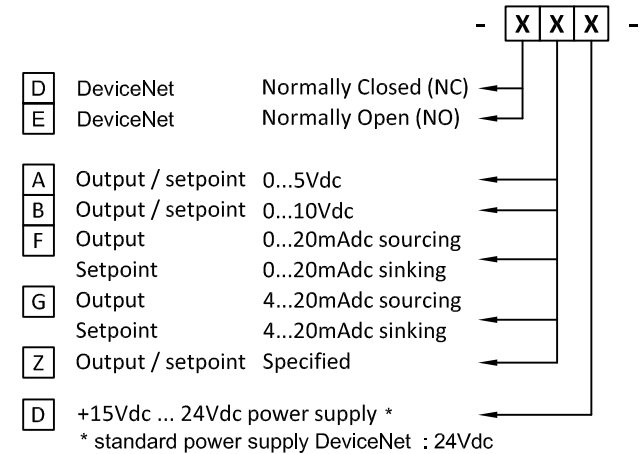 - X X X -
D DeviceNet Normally Closed (NC)
E DeviceNet Normally Open (NO)
A Output / setpoint 0...5Vdc
B Output / setpoint 0...10Vdc
F Output 0...20mAdc sourcing
Setpoint 0...20mAdc sinking
G Output 4...20mAdc sourcing
Setpoint 4...20mAdc sinking
Z Output / setpoint Specified
D +15Vdc ... 24Vdc power supply *
* standard power supply DeviceNet : 24Vdc